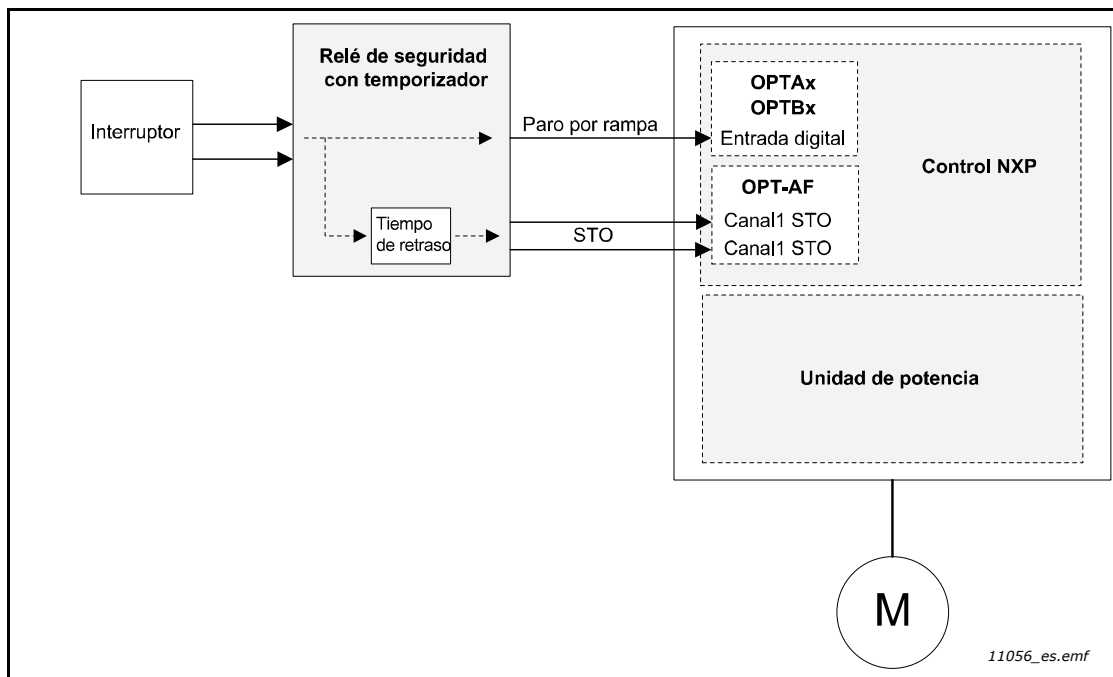 Relé de seguridad
con temporizador
Interruptor
Paro por rampa
Tiempo
de retraso
STO
OPTAx
OPTBx
Entrada digital
OPT-AF
Canal1 STO
Canal1 STO
Control NXP
Unidad de potencia
M
11056_es.emf